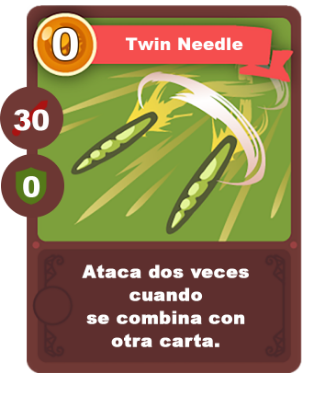 0
Twin Needle
30
0
Ataca dos veces
cuando
se combina con
otra carta.